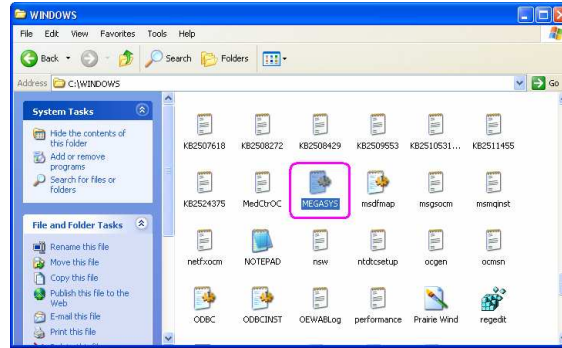 WINDOWS
File Edit View Favorites Tools Help
Back Search Folders
Address C:\WINDOWS Go
System Tasks
Hide the contents of
this folder
Add or remove
programs
Search for files or
folders
File and Folder Tasks
Rename this file
Move this file
Copy this file
Publish this file to the
Web
E-mail this file
Print this file
KB2507618 KB2508272 KB2508429 KB2509553 KB2510531... KB2511455
KB2524375 MedCtrOC MEGASYS msdfmap msgsocm msmqinst
netfxocm NOTEPAD nsw ntdtcsetup ocgen ocmsn
ODBC ODBCINST OEWABLog performance Prairie Wind regedit